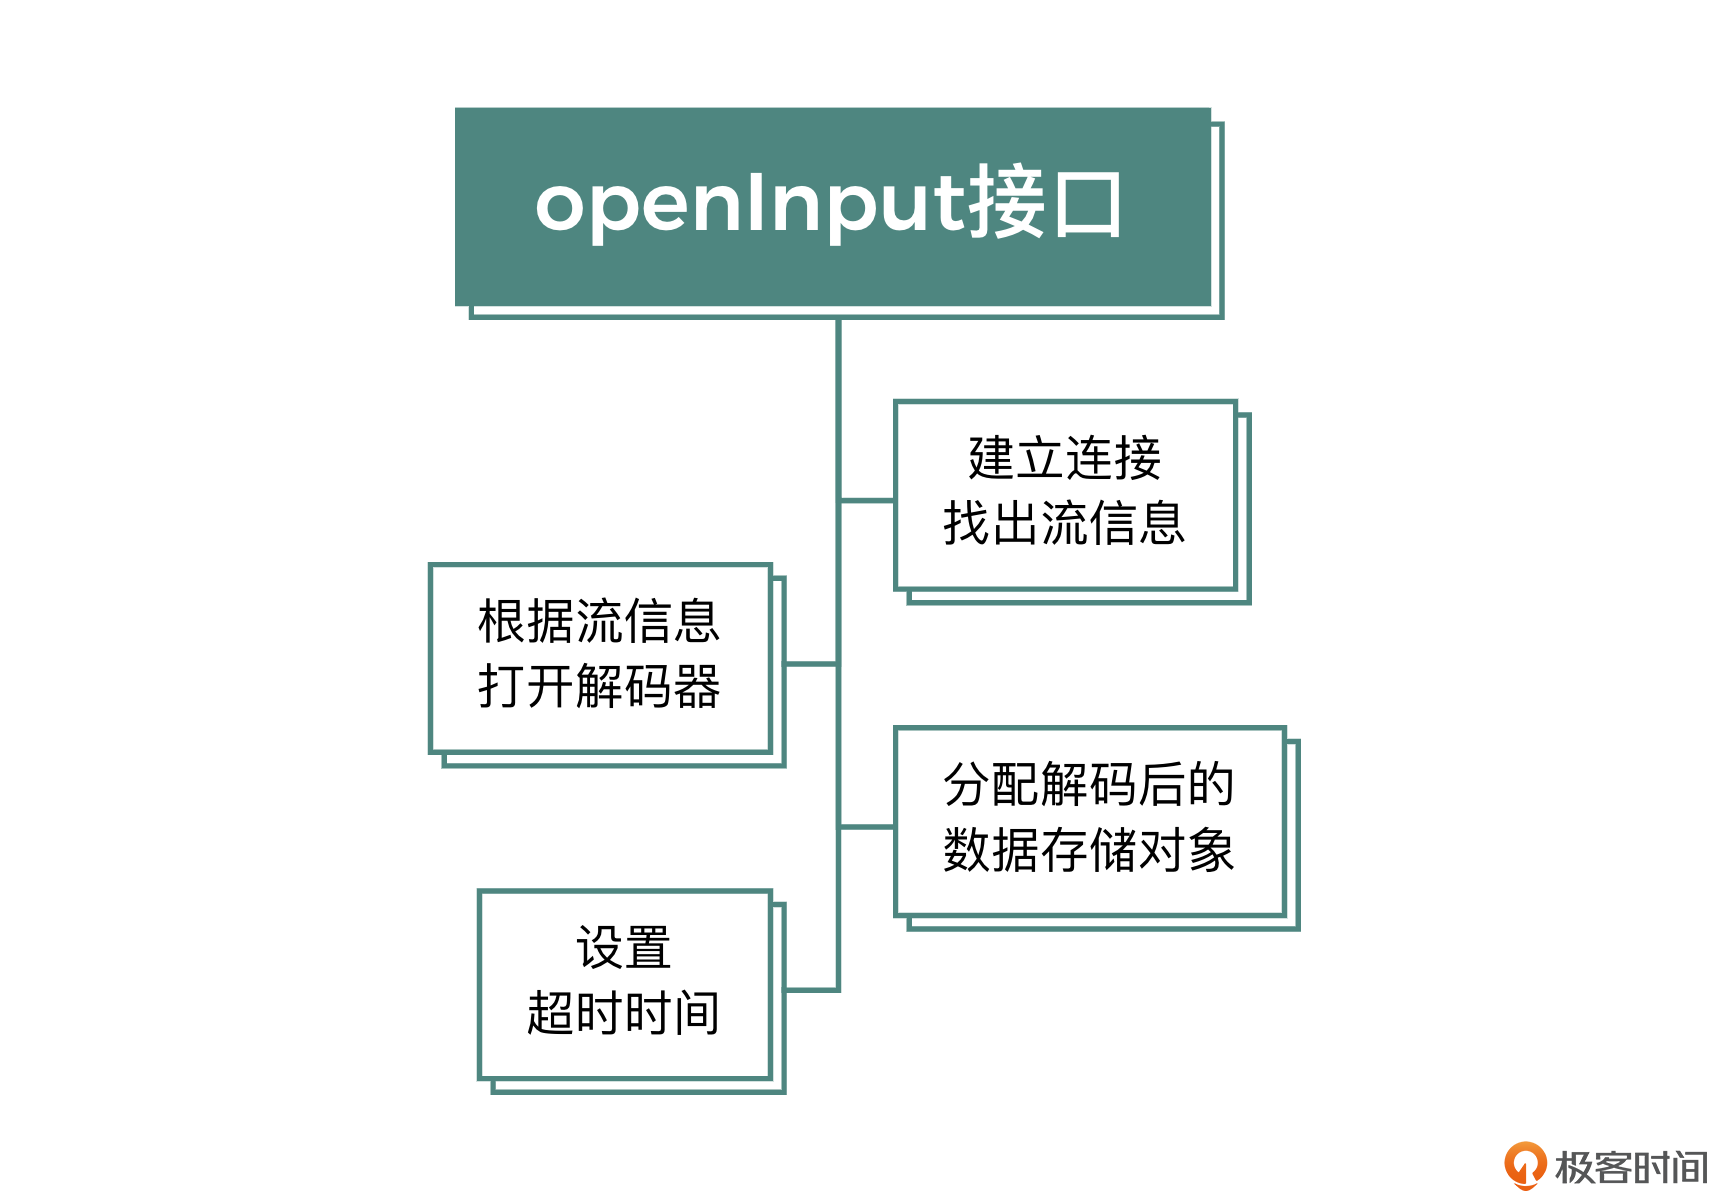 openInput接口
建立连接
找出流信息
根据流信息
打开解码器
分配解码后的
数据存储对象
设置
超时时间
极客时间